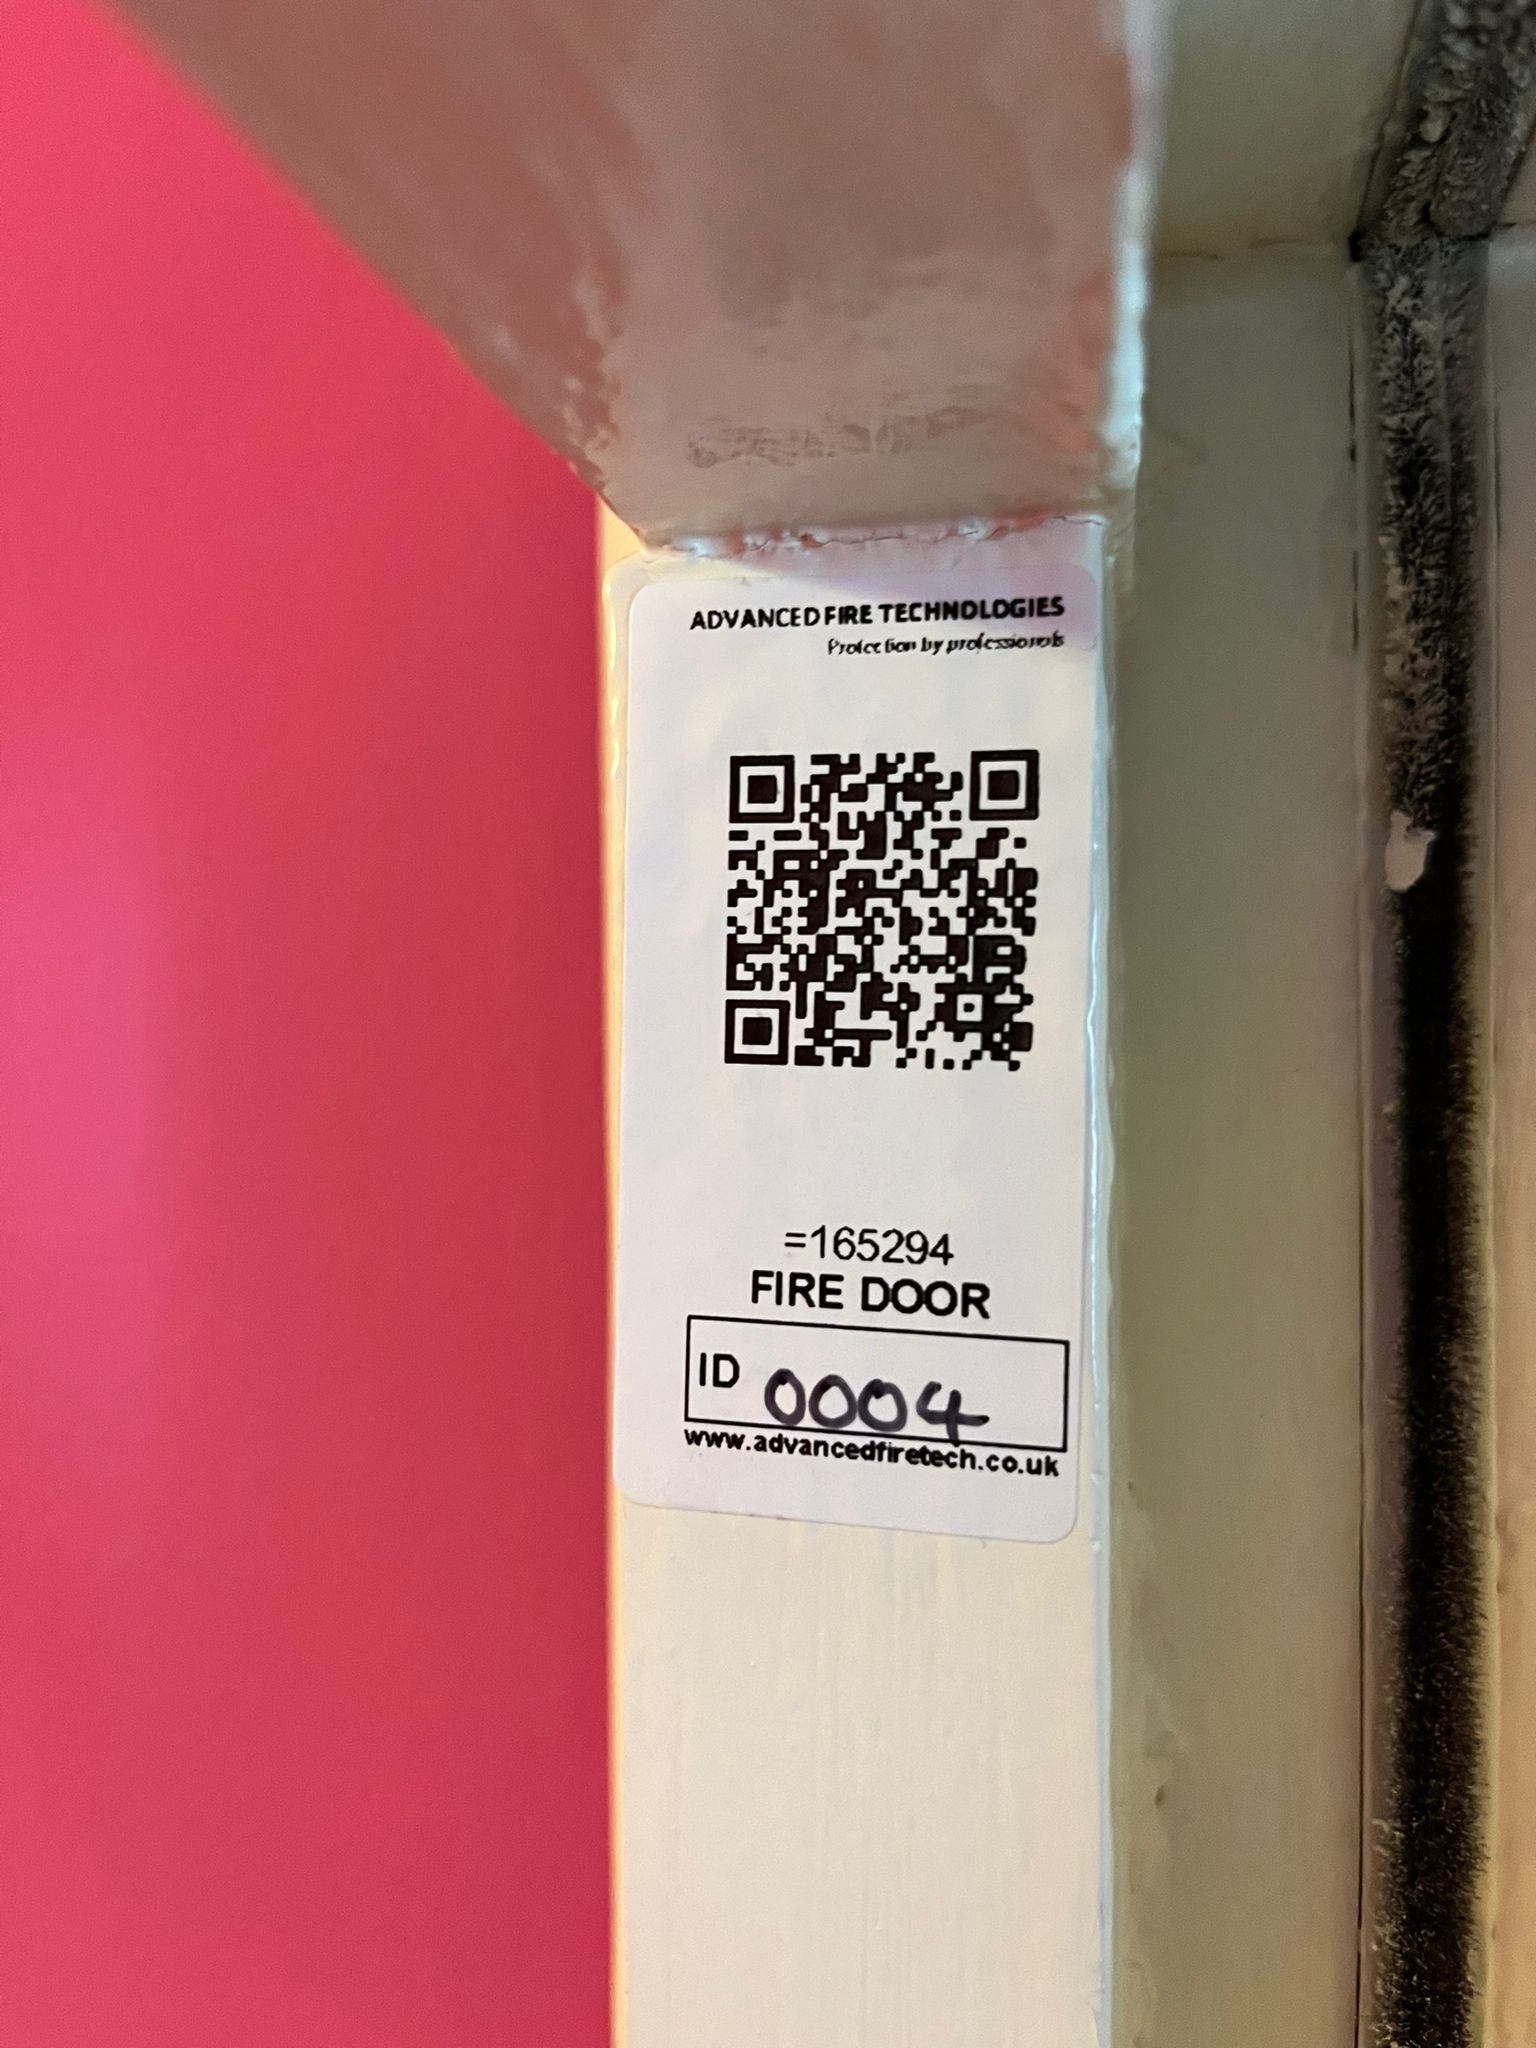 ADVANCED FIRE TECHNOLOGIES
Protection by professionals
=165294
FIRE DOOR
ID 0004
www.advancedfiretech.co.uk